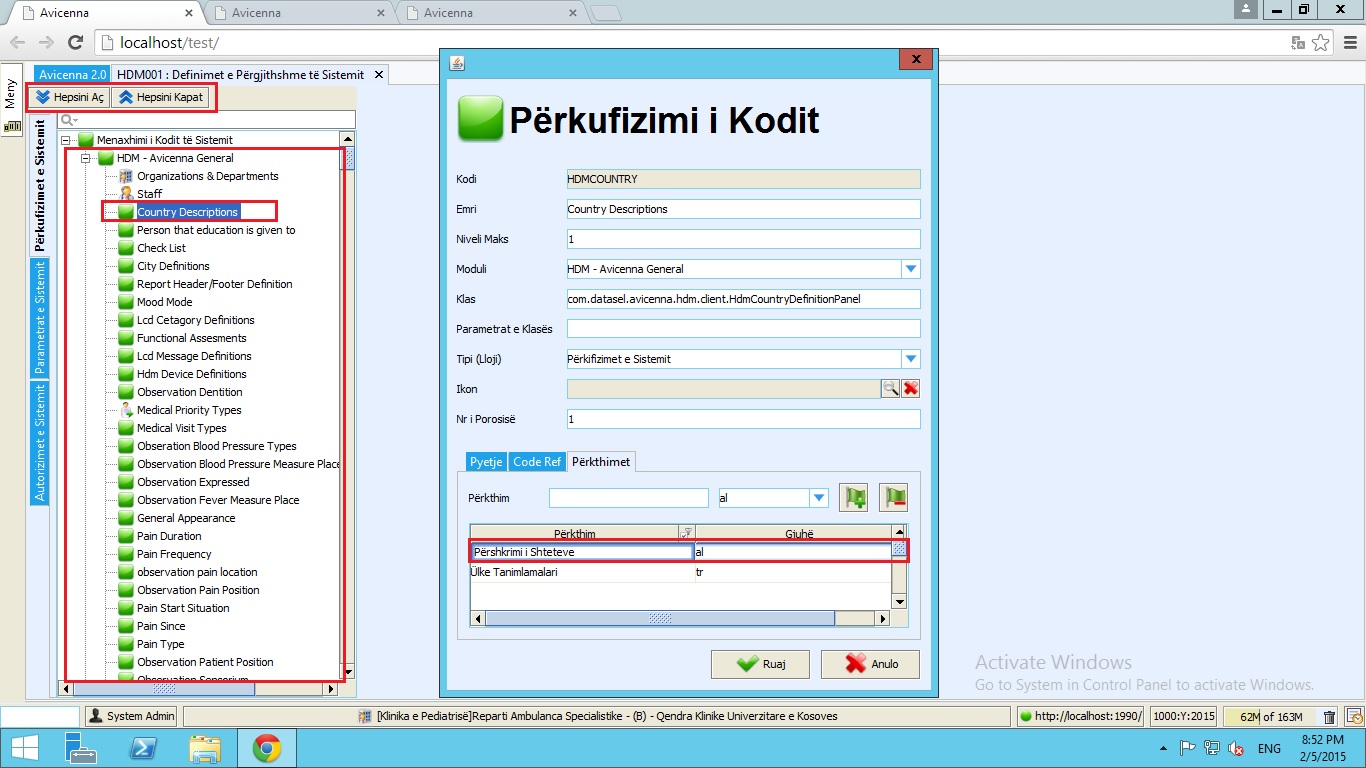 Avicenna
Avicenna
Avicenna
localhost/test/
Meny
Avicenna 2.0
HDM001 : Definimet e Përgjithshme të Sistemit
Hepsini Aç
Hepsini Kapat
Përkufizimet e Sistemit
Parametrat e Sistemit
Autorizimet e Sistemit
Menaxhimi i Kodit të Sistemit
HDM - Avicenna General
Organizations & Departments
Staff
Country Descriptions
Person that education is given to
Check List
City Definitions
Report Header/Footer Definition
Mood Mode
Lcd Cetagory Definitions
Functional Assesments
Lcd Message Definitions
Hdm Device Definitions
Observation Dentition
Medical Priority Types
Medical Visit Types
Obseration Blood Pressure Types
Observation Blood Pressure Measure Place
Observation Expressed
Observation Fever Measure Place
General Appearance
Pain Duration
Pain Frequency
observation pain location
Observation Pain Position
Pain Start Situation
Pain Since
Pain Type
Observation Patient Position
Observation Sensorium
Përkufizimi i Kodit
Kodi HDMCOUNTRY
Emri Country Descriptions
Niveli Maks 1
Moduli HDM - Avicenna General
Klas com.datasel.avicenna.hdm.client.HdmCountryDefinitionPanel
Parametrat e Klasës
Tipi (Lloji) Përkifizimet e Sistemit
Ikon
Nr i Porosisë 1
Pyetje Code Ref Përkthimet
Përkthim al
Përkthim Gjuhë
Përshkrimi i Shteteve al
Ülke Tanimlamalari tr
Ruaj Anulo
Activate Windows
Go to System in Control Panel to activate Windows.
System Admin
[Klinika e Pediatrisë]Reparti Ambulanca Specialistike - (B) - Qendra Klinike Univerzitare e Kosoves
http://localhost:1990/
1000:Y:2015
62M of 163M
ENG
8:52 PM
2/5/2015